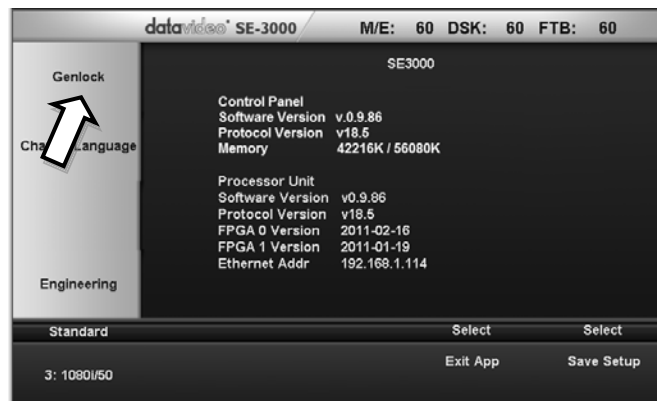 datavideo SE-3000 M/E: 60 DSK: 60 FTB: 60
SE3000
Genlock
Control Panel
Software Version v.0.9.86
Protocol Version v18.5
Memory 42216K / 56080K
Language
Processor Unit
Software Version v0.9.86
Protocol Version v18.5
FPGA 0 Version 2011-02-16
FPGA 1 Version 2011-01-19
Ethernet Addr 192.168.1.114
Engineering
Standard Select Select
3: 1080I/50 Exit App Save Setup